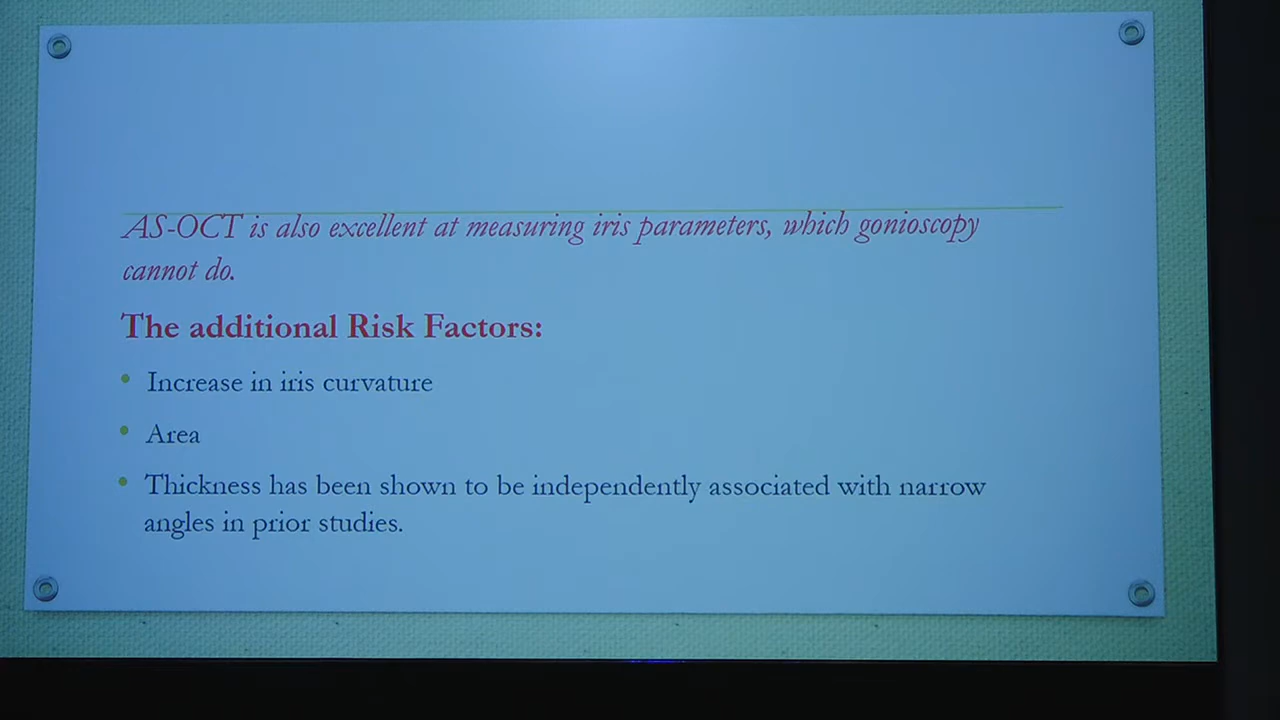 AS-OCT is also excellent at measuring iris parameters, which gonioscopy
cannot do.
The additional Risk Factors:
• Increase in iris curvature
• Area
• Thickness has been shown to be independently associated with narrow
angles in prior studies.